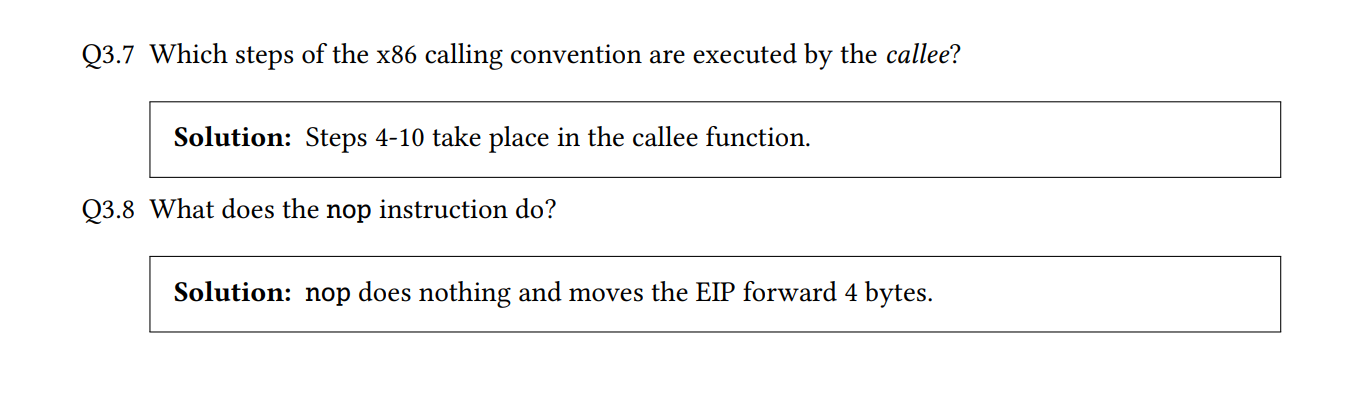 Q3.7 Which steps of the x86 calling convention are executed by the callee?
Solution: Steps 4-10 take place in the callee function.
Q3.8 What does the nop instruction do?
Solution: nop does nothing and moves the EIP forward 4 bytes.